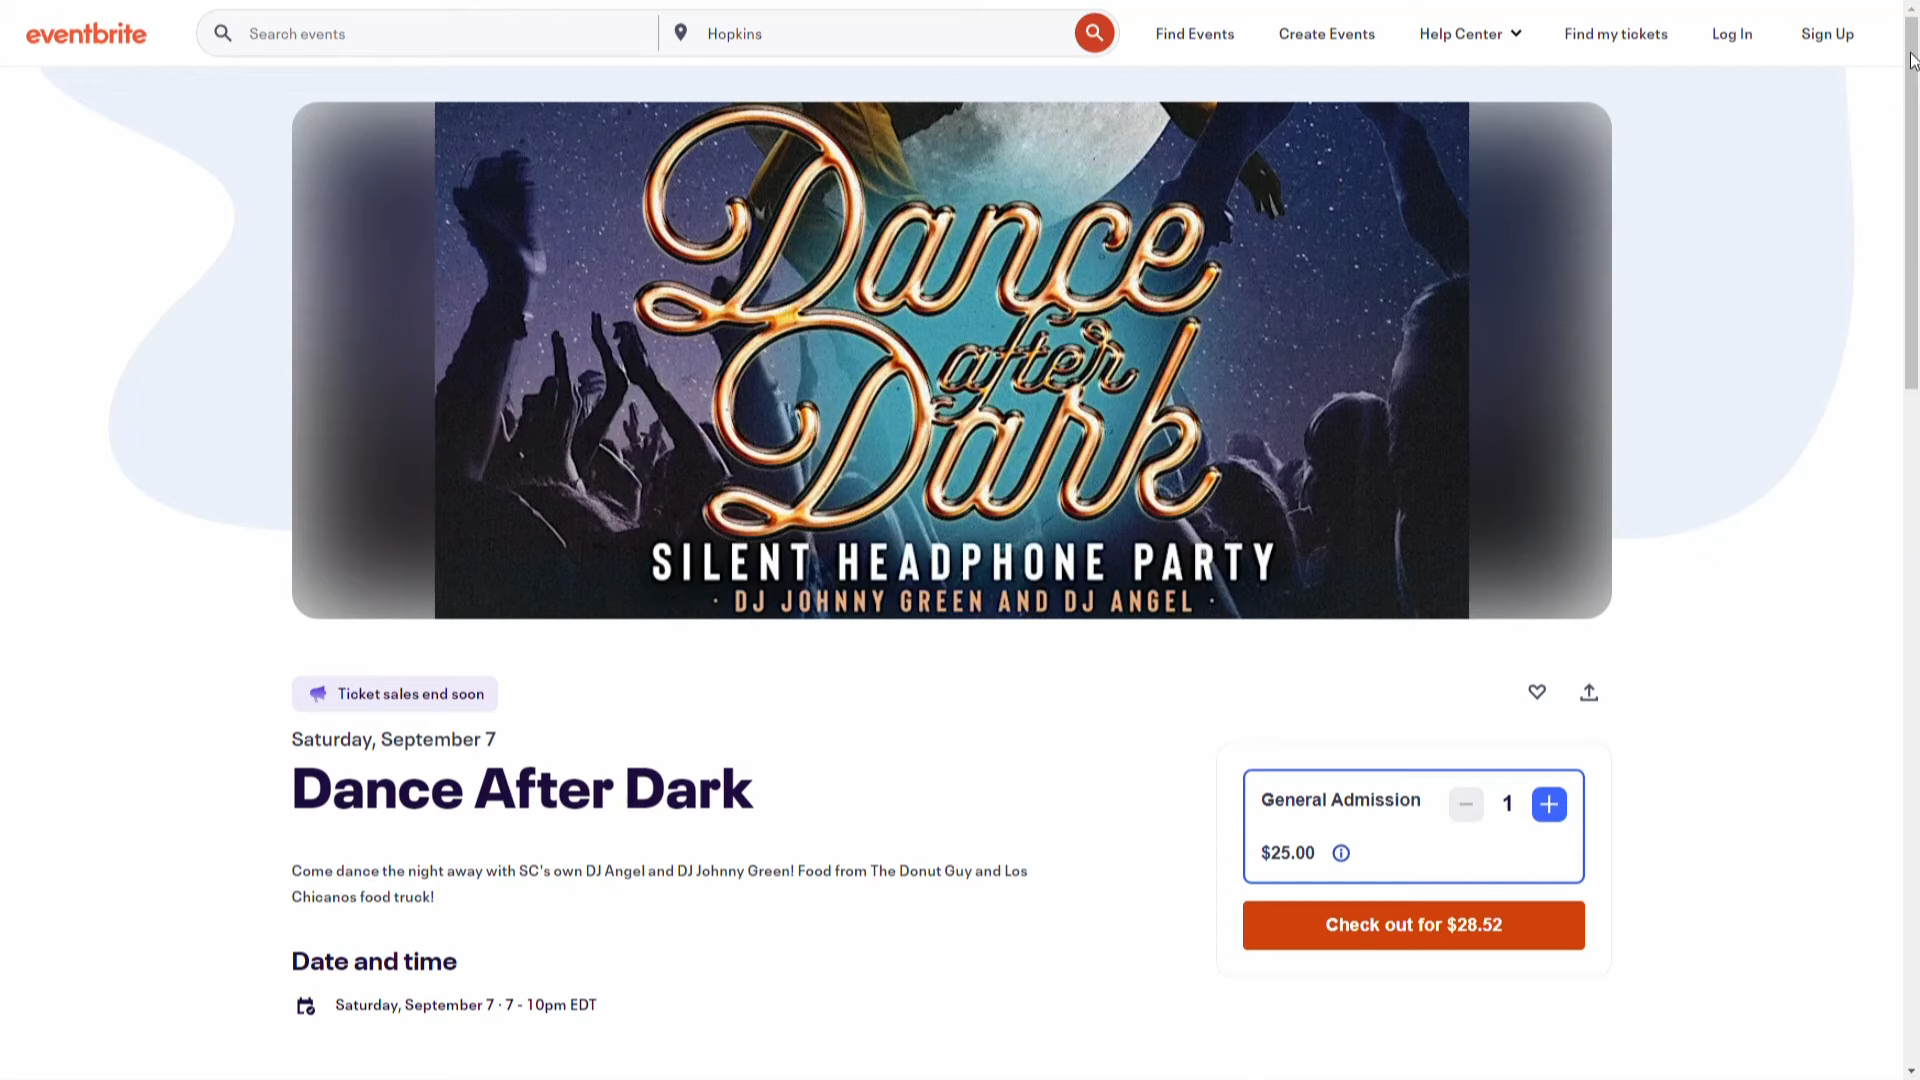 eventbrite
Search events
Hopkins
Find Events
Create Events
Help Center
Find my tickets
Log In
Sign Up
Dance
after
Dark
SILENT HEADPHONE PARTY
· DJ JOHNNY GREEN AND DJ ANGEL ·
Ticket sales end soon
Saturday, September 7
Dance After Dark
General Admission
1
$25.00
Come dance the night away with SC's own DJ Angel and DJ Johnny Green! Food from The Donut Guy and Los
Chicanos food truck!
Check out for $28.52
Date and time
Saturday, September 7 · 7 - 10pm EDT